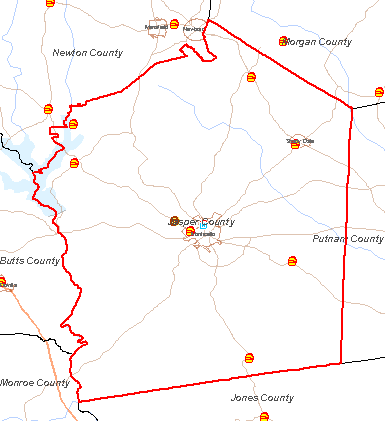 Mansfield
Newborn
Morgan County
Newton County
Shady Dale
Jasper County
Monticello
Putnam County
Butts County
Monroe County
Jones County